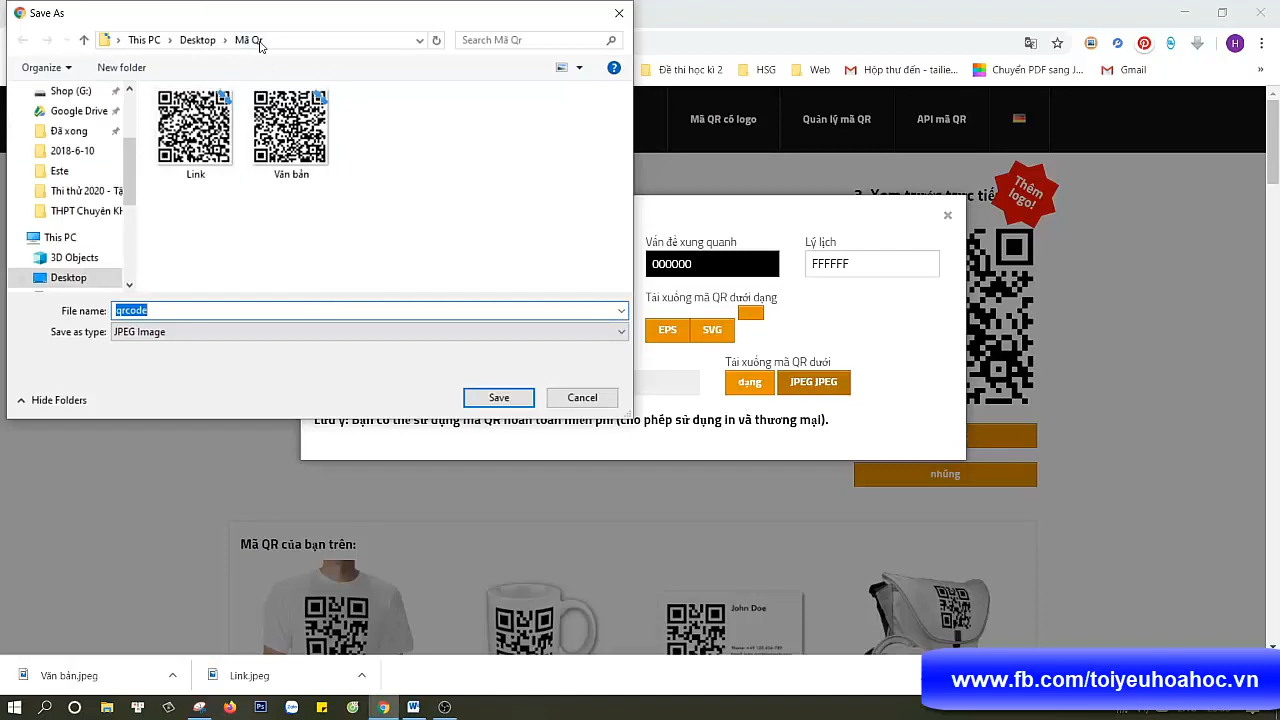 Save As
This PC
Desktop
Mã Qr
Search Mã Qr
Organize
New folder
Shop (G:)
Google Drive
Đã xong
2018-6-10
Este
Thi thử 2020 - Tậ
THPT Chuyên KH
This PC
3D Objects
Desktop
Link
Văn bản
File name: qrcode
Save as type: JPEG Image
Hide Folders
Save
Cancel
Đề thi học kì 2
HSG
Web
Hộp thư đến - tailie...
Chuyển PDF sang J...
Gmail
»
H
Mã QR có logo
Quản lý mã QR
API mã QR
3. Xem trước trực tiế
Thêm logo!
Vấn đề xung quanh
Lý lịch
000000
FFFFFF
Tải xuống mã QR dưới dạng
EPS
SVG
Tải xuống mã QR dưới
dạng
JPEG JPEG
Lưu ý: Bạn có thể sử dụng mã QR hoàn toàn miễn phí (cho phép sử dụng in và thương mại).
nhúng
Mã QR của bạn trên:
John Doe
Văn bản.jpeg
Link.jpeg
www.fb.com/toiyeuhoahoc.vn